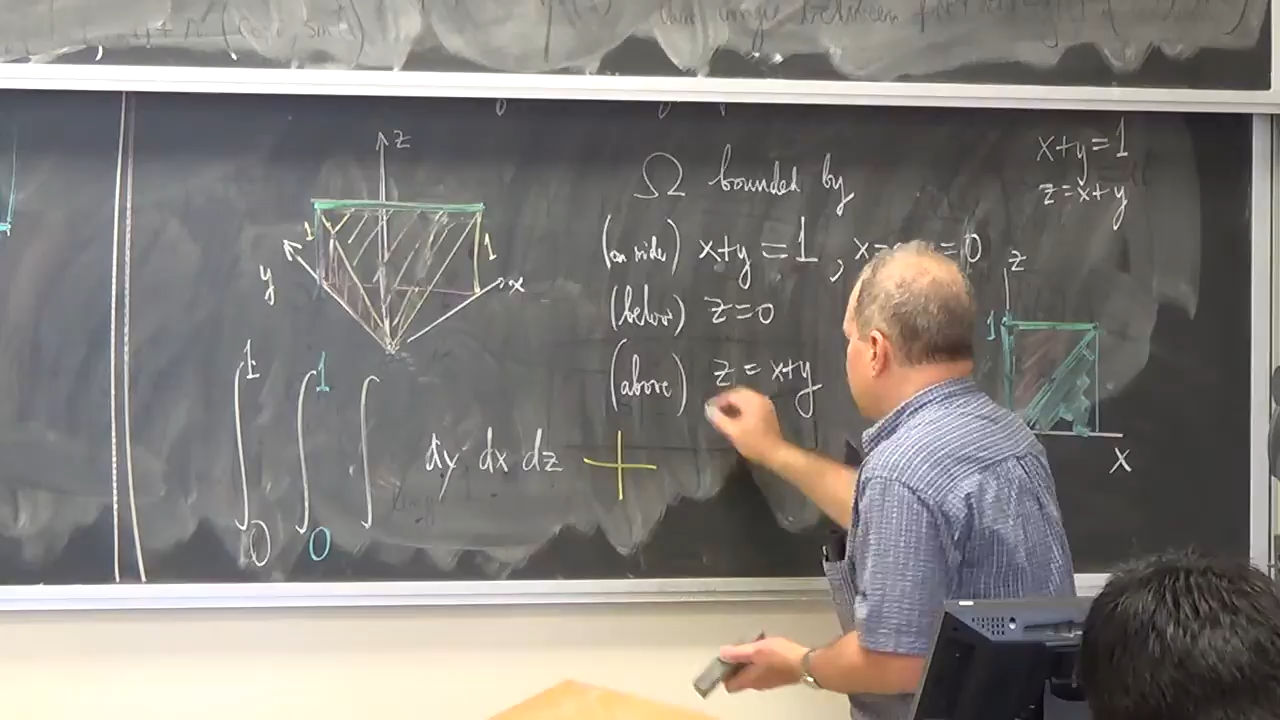 z
1
1
y
x
Ω bounded by
(on side) x+y=1, x= =0
(below) z=0
(above) z=x+y
∫ 1 0 ∫ 1 0 ∫ dy dx dz +
x+y=1
z=x+y
z
1
x